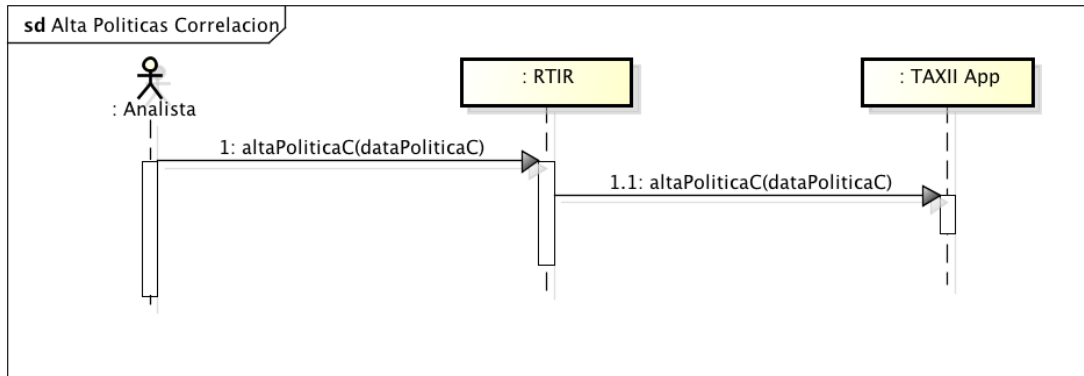 sd Alta Politicas Correlacion
: Analista
: RTIR
: TAXII App
1: altaPoliticaC(dataPoliticaC)
1.1: altaPoliticaC(dataPoliticaC)